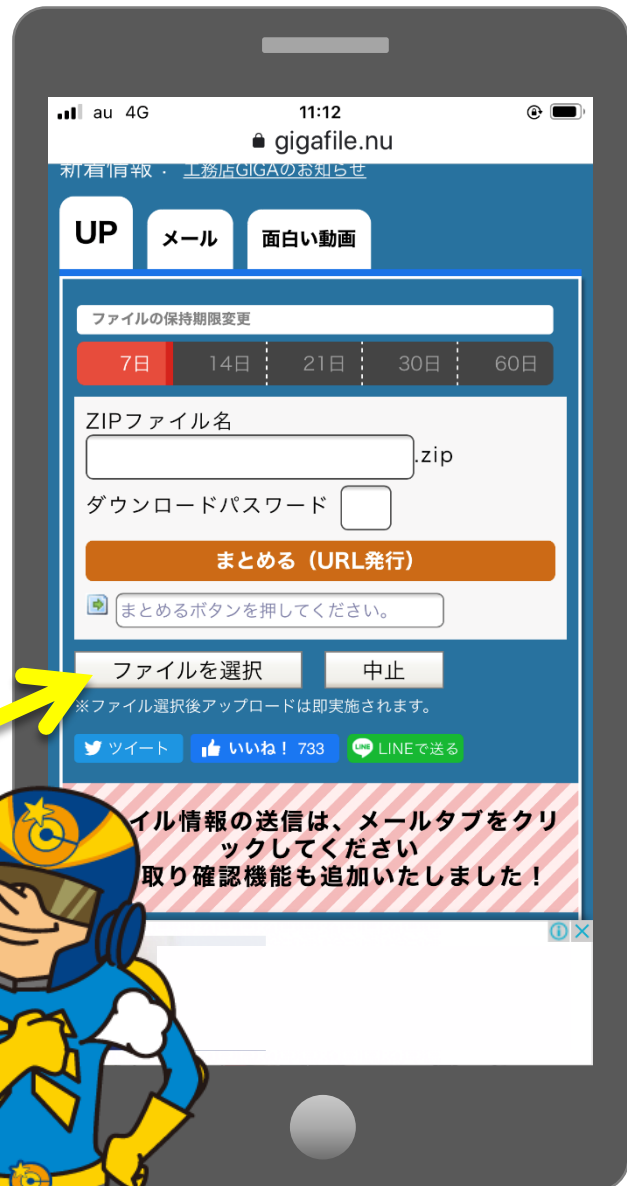 au 4G 11:12
gigafile.nu
新着情報 : 工務店GIGAのお知らせ
UP メール 面白い動画
ファイルの保持期限変更
7日 14日 21日 30日 60日
ZIPファイル名
.zip
ダウンロードパスワード
まとめる（URL発行）
まとめるボタンを押してください。
ファイルを選択 中止
※ファイル選択後アップロードは即実施されます。
ツイート いいね！ 733 LINEで送る
イル情報の送信は、メールタブをクリ
ックしてください
取り確認機能も追加いたしました！